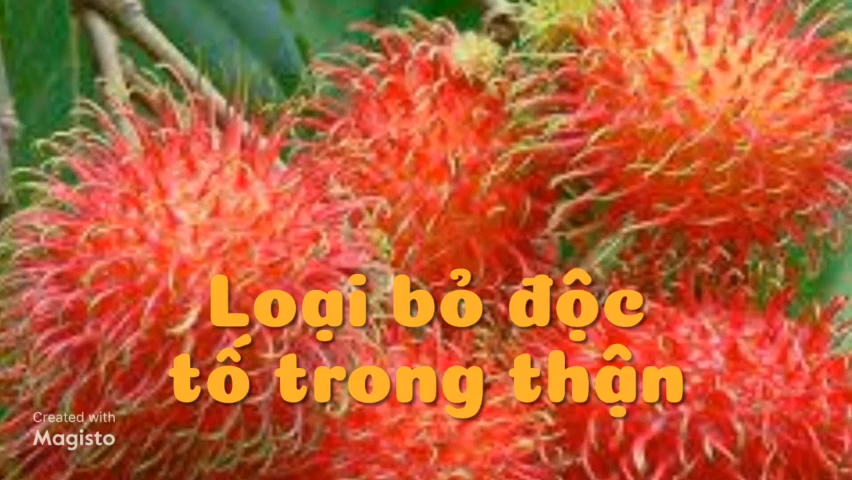 Loại bỏ độc
tố trong thận
Created with
Magisto